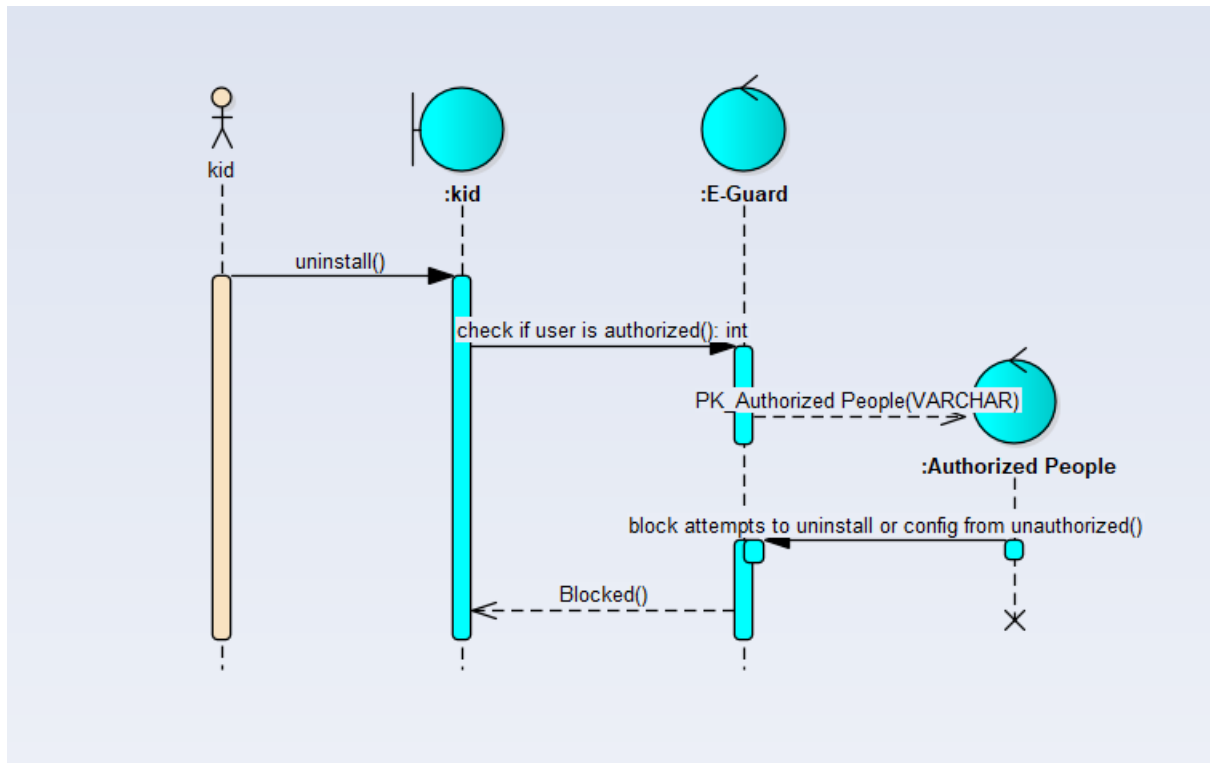 kid
:kid
:E-Guard
uninstall()
check if user is authorized(): int
PK_Authorized People(VARCHAR)
:Authorized People
block attempts to uninstall or config from unauthorized()
Blocked()